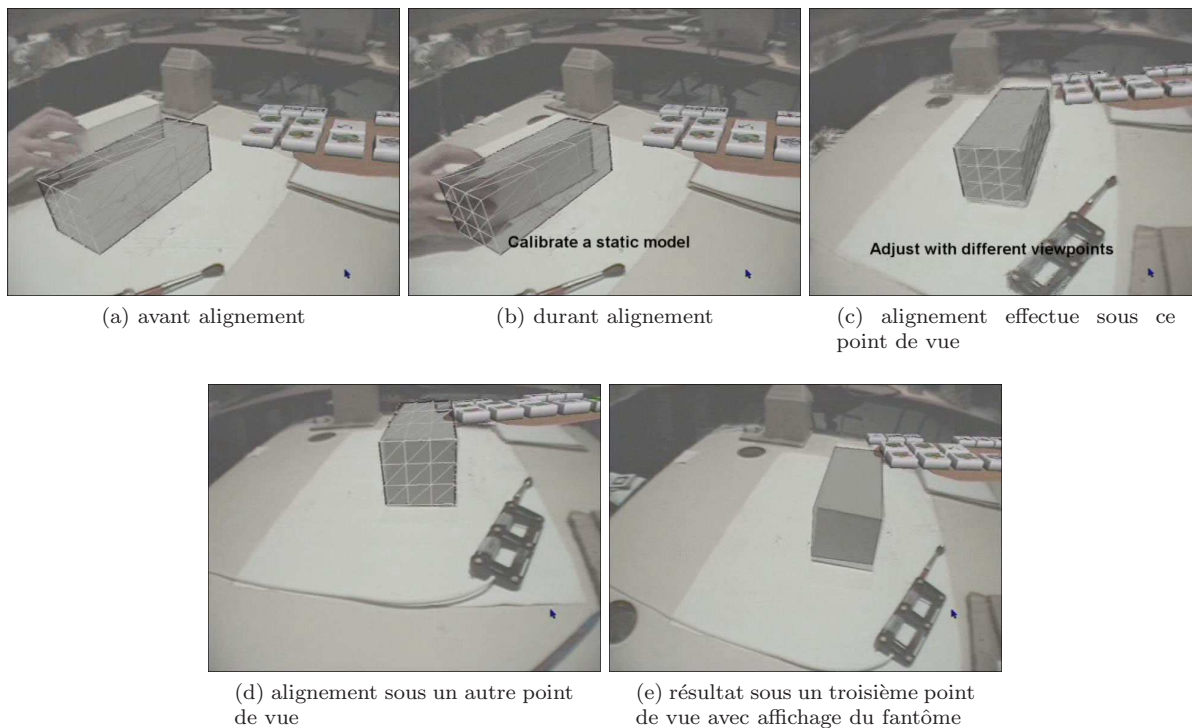 Calibrate a static model
Adjust with different viewpoints
(a) avant alignement
(b) durant alignement
(c) alignement effectue sous ce
point de vue
(d) alignement sous un autre point
de vue
(e) résultat sous un troisième point
de vue avec affichage du fantôme